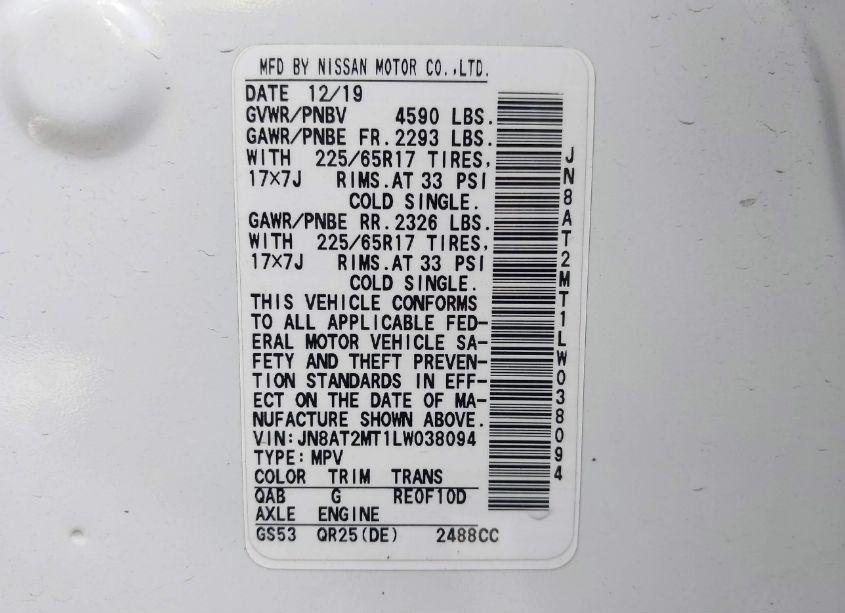 MFD BY NISSAN MOTOR CO.,LTD.
DATE 12/19
GVWR/PNBV 4590 LBS.
GAWR/PNBE FR.2293 LBS.
WITH 225/65R17 TIRES,
17×7J RIMS.AT 33 PSI
COLD SINGLE.
GAWR/PNBE RR.2326 LBS.
WITH 225/65R17 TIRES,
17×7J RIMS.AT 33 PSI
COLD SINGLE.
THIS VEHICLE CONFORMS
TO ALL APPLICABLE FED-
ERAL MOTOR VEHICLE SA-
FETY AND THEFT PREVEN-
TION STANDARDS IN EFF-
ECT ON THE DATE OF MA-
NUFACTURE SHOWN ABOVE.
VIN:JN8AT2MT1LW038094
TYPE:MPV
COLOR TRIM TRANS
QAB G RE0F10D
AXLE ENGINE
GS53 QR25(DE) 2488CC
JN8AT2MT1LW038094